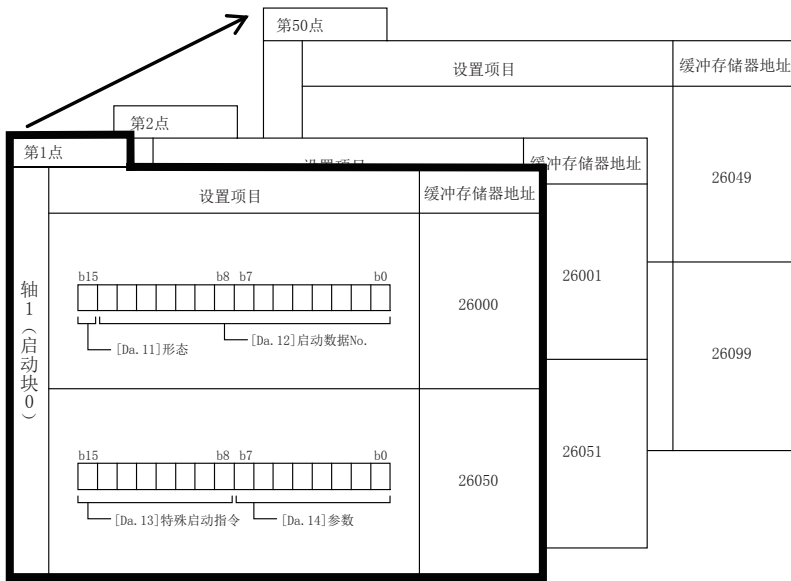 第50点
设置项目
缓冲存储器地址
26049
26099
第2点
设置项目
缓冲存储器地址
26001
26051
第1点
设置项目
缓冲存储器地址
轴1（启动块0）
b15 b8 b7 b0
[Da.11]形态
[Da.12]启动数据No.
26000
b15 b8 b7 b0
[Da.13]特殊启动指令
[Da.14]参数
26050